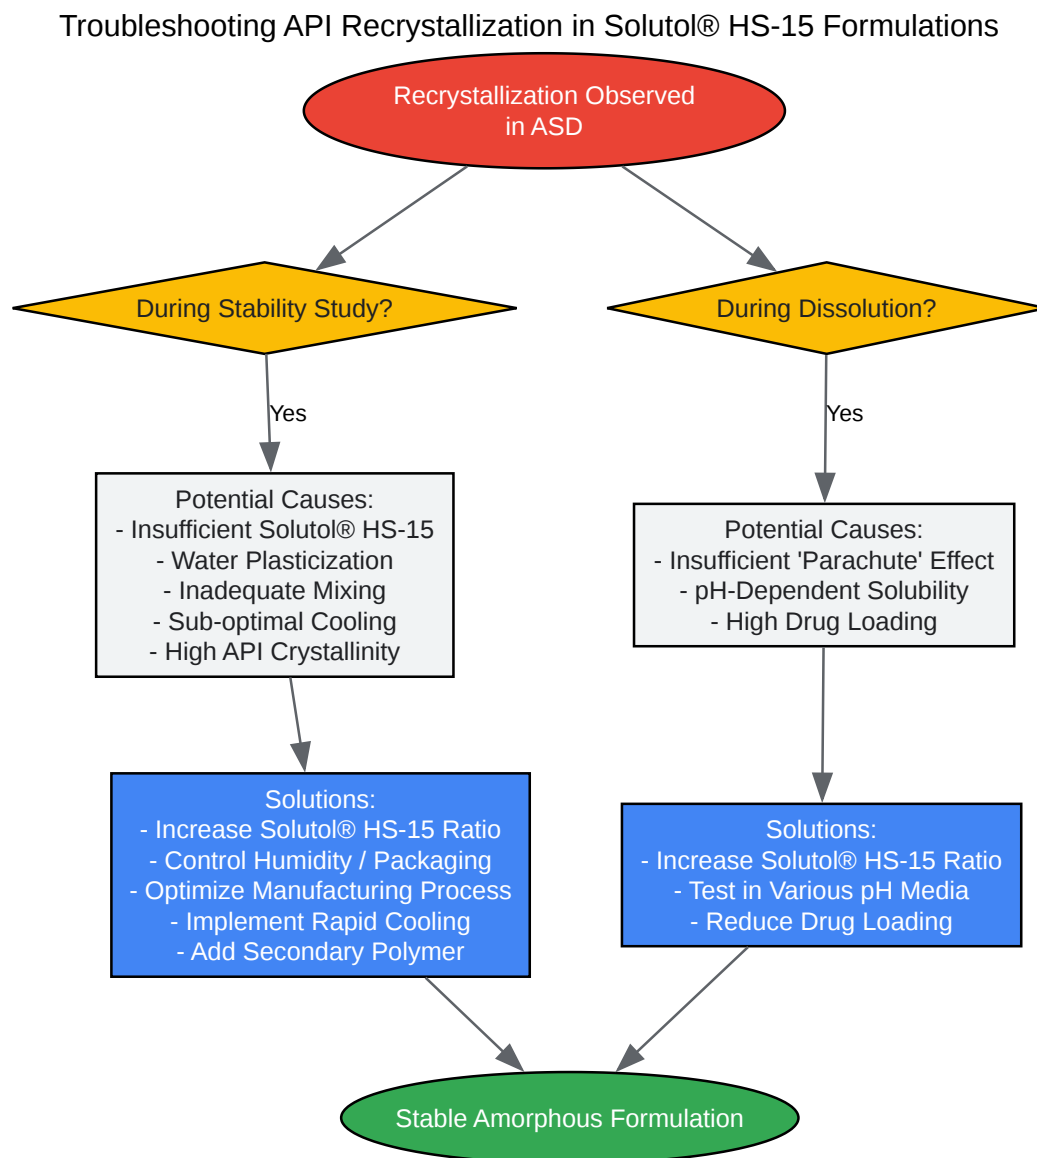 Troubleshooting API Recrystallization in Solutol® HS-15 Formulations
Recrystallization Observed
in ASD
During Stability Study?
During Dissolution?
Yes
Yes
Potential Causes:
- Insufficient Solutol® HS-15
- Water Plasticization
- Inadequate Mixing
- Sub-optimal Cooling
- High API Crystallinity
Potential Causes:
- Insufficient 'Parachute' Effect
- pH-Dependent Solubility
- High Drug Loading
Solutions:
- Increase Solutol® HS-15 Ratio
- Control Humidity / Packaging
- Optimize Manufacturing Process
- Implement Rapid Cooling
- Add Secondary Polymer
Solutions:
- Increase Solutol® HS-15 Ratio
- Test in Various pH Media
- Reduce Drug Loading
Stable Amorphous Formulation